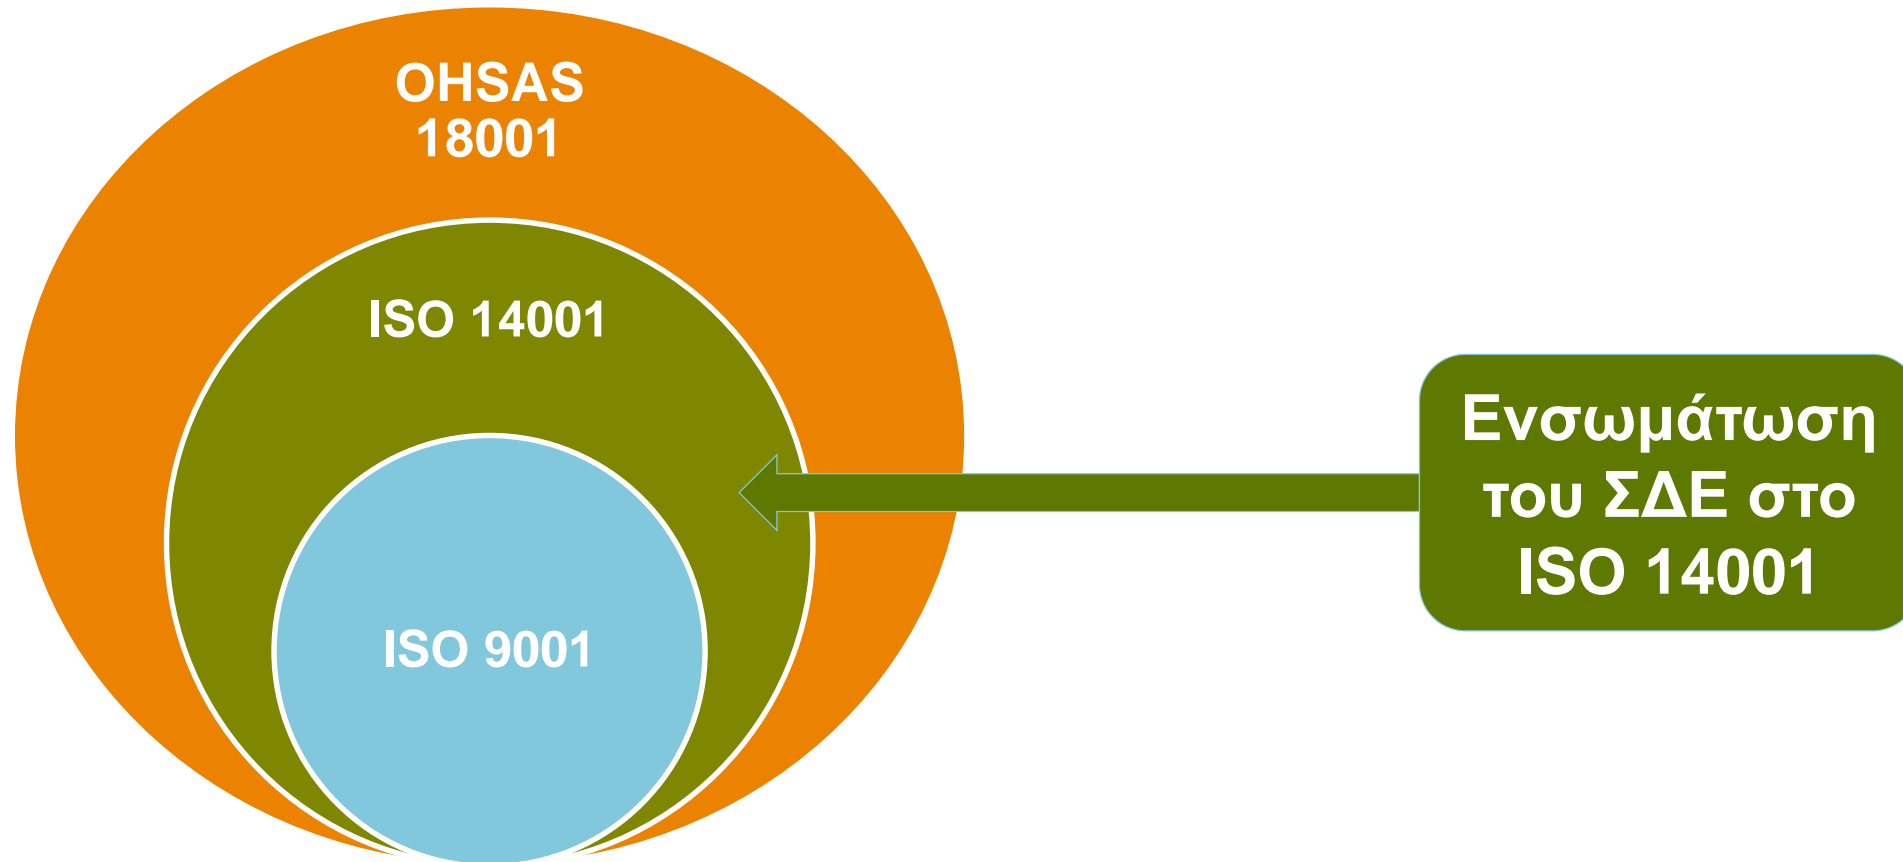 OHSAS
18001
ISO 14001
Ενσωμάτωση
του ΣΔΕ στο
ISO 14001
ISO 9001